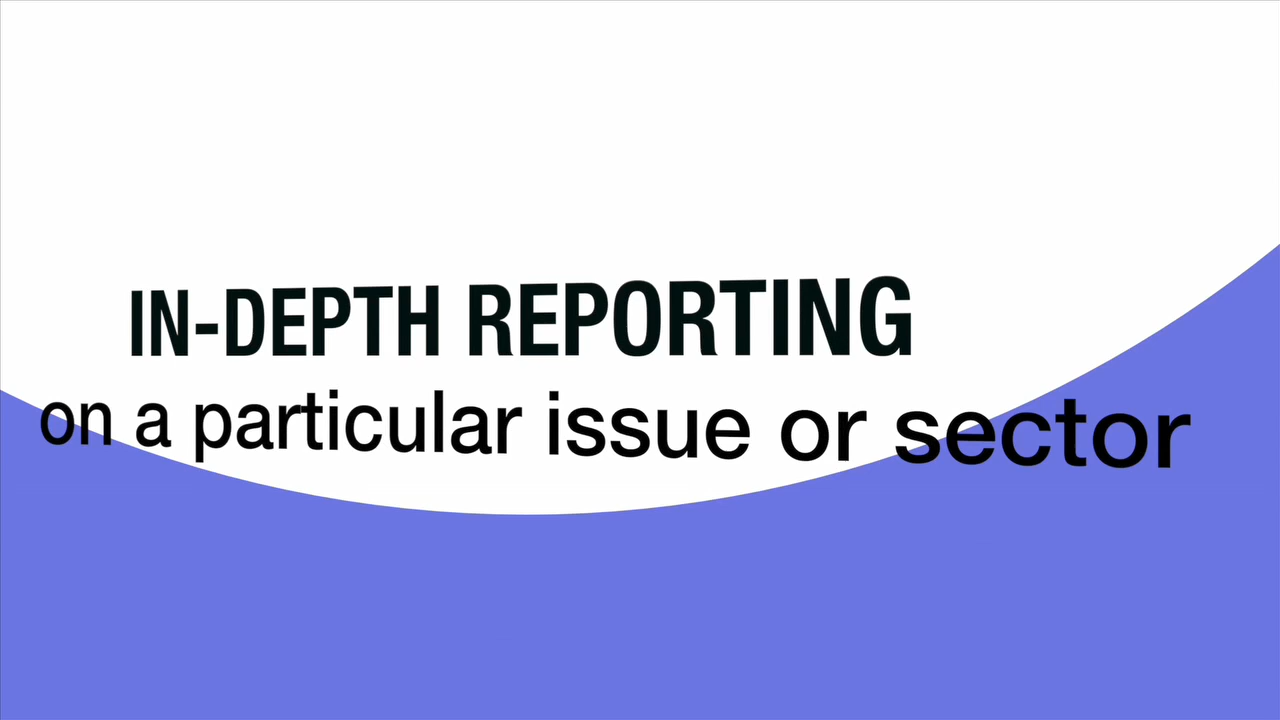 IN-DEPTH REPORTING
on a particular issue or sector